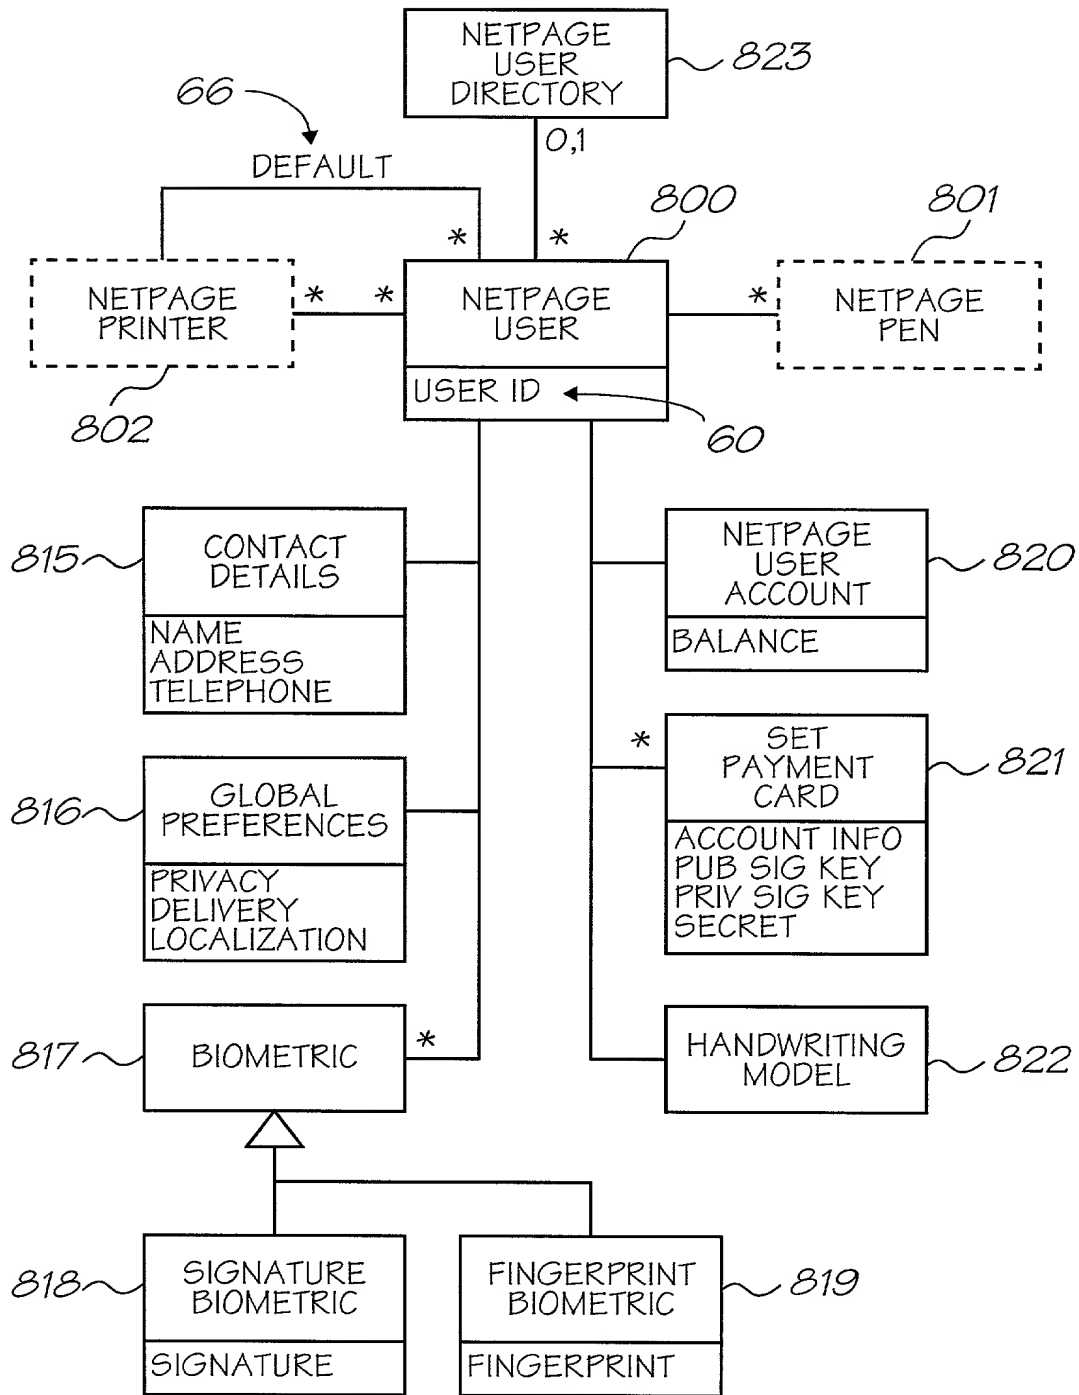 NETPAGE
USER
DIRECTORY
823
66
DEFAULT
0,1
*
*
800
801
NETPAGE
PRINTER
*
*
NETPAGE
USER
*
NETPAGE
PEN
802
USER ID
60
815
CONTACT
DETAILS
NAME
ADDRESS
TELEPHONE
NETPAGE
USER
ACCOUNT
820
BALANCE
816
GLOBAL
PREFERENCES
PRIVACY
DELIVERY
LOCALIZATION
*
SET
PAYMENT
CARD
821
ACCOUNT INFO
PUB SIG KEY
PRIV SIG KEY
SECRET
817
BIOMETRIC
*
HANDWRITING
MODEL
822
818
SIGNATURE
BIOMETRIC
SIGNATURE
FINGERPRINT
BIOMETRIC
819
FINGERPRINT